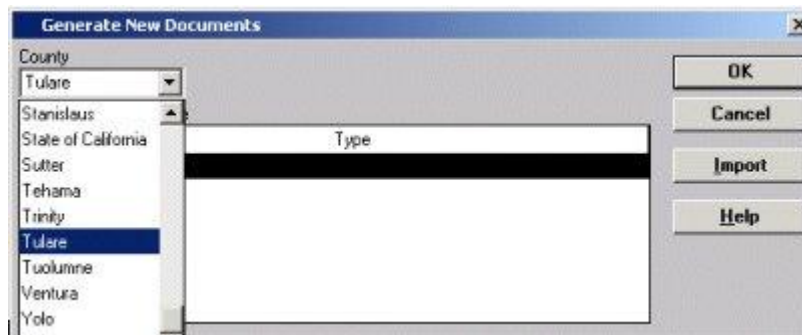 Generate New Documents
County
Tulare
Stanislaus
State of California
Sutter
Tehama
Trinity
Tulare
Tuolumne
Ventura
Yolo
Type
OK
Cancel
Import
Help